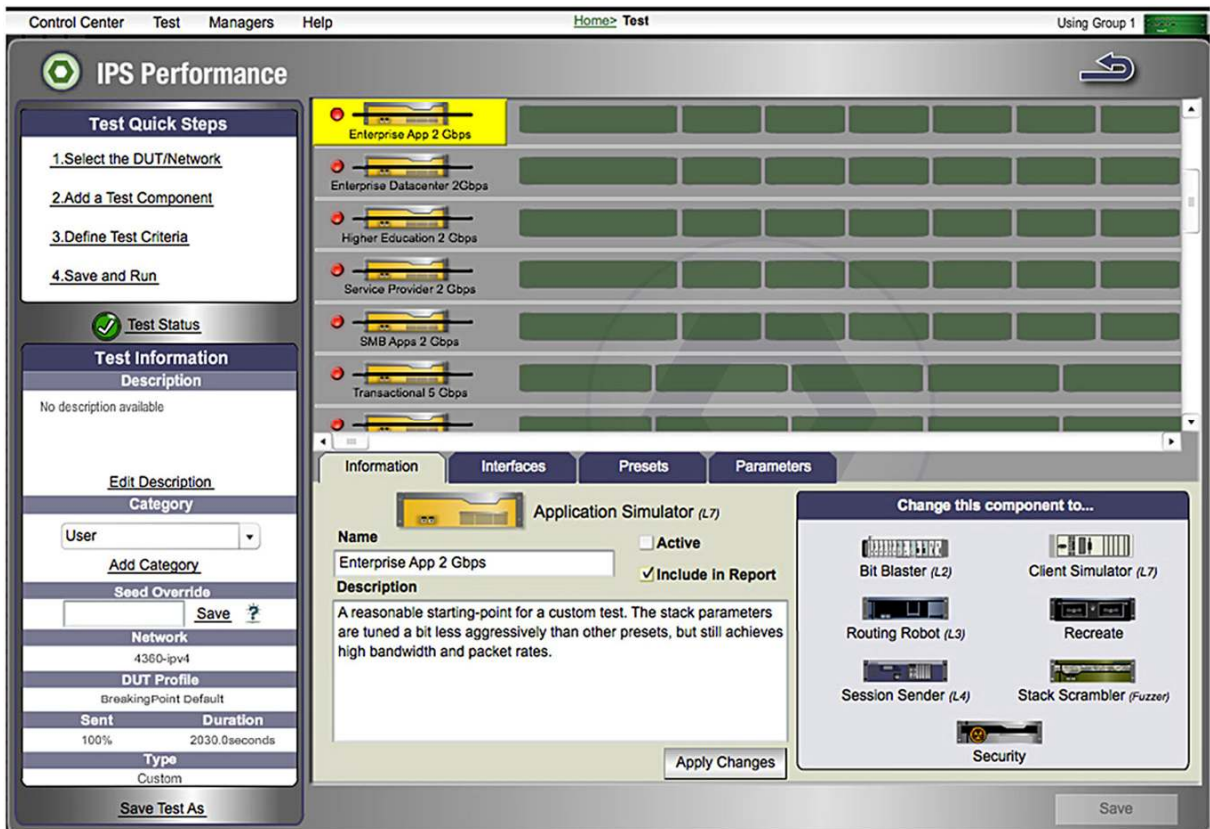 Control Center Test Managers Help Home> Test Using Group 1
IPS Performance
Test Quick Steps
1.Select the DUT/Network
2.Add a Test Component
3.Define Test Criteria
4.Save and Run
Test Status
Test Information
Description
No description available
Edit Description
Category
User
Add Category
Seed Override
Save ?
Network
4360-ipv4
DUT Profile
BreakingPoint Default
Sent Duration
100% 2030.0seconds
Type
Custom
Save Test As
Enterprise App 2 Gbps
Enterprise Datacenter 2Gbps
Higher Education 2 Gbps
Service Provider 2 Gbps
SMB Apps 2 Gbps
Transactional 5 Gbps
Information Interfaces Presets Parameters
Application Simulator (L7)
Name
Active
Enterprise App 2 Gbps
Include in Report
Description
A reasonable starting-point for a custom test. The stack parameters
are tuned a bit less aggressively than other presets, but still achieves
high bandwidth and packet rates.
Apply Changes
Change this component to...
Bit Blaster (L2) Client Simulator (L7)
Routing Robot (L3) Recreate
Session Sender (L4) Stack Scrambler (Fuzzer)
Security
Save